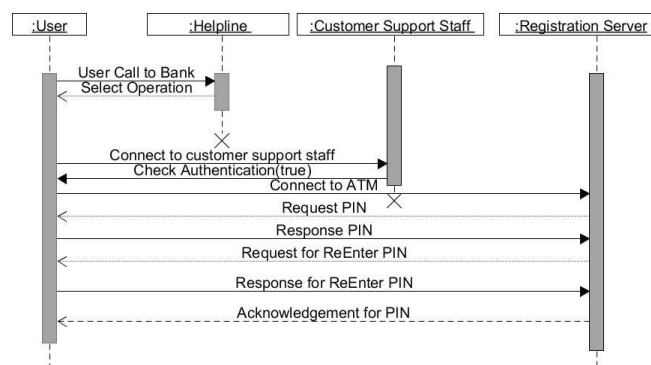 :User
:Helpline
:Customer Support Staff
:Registration Server
User Call to Bank
Select Operation
Connect to customer support staff
Check Authentication(true)
Connect to ATM
Request PIN
Response PIN
Request for ReEnter PIN
Response for ReEnter PIN
Acknowledgement for PIN